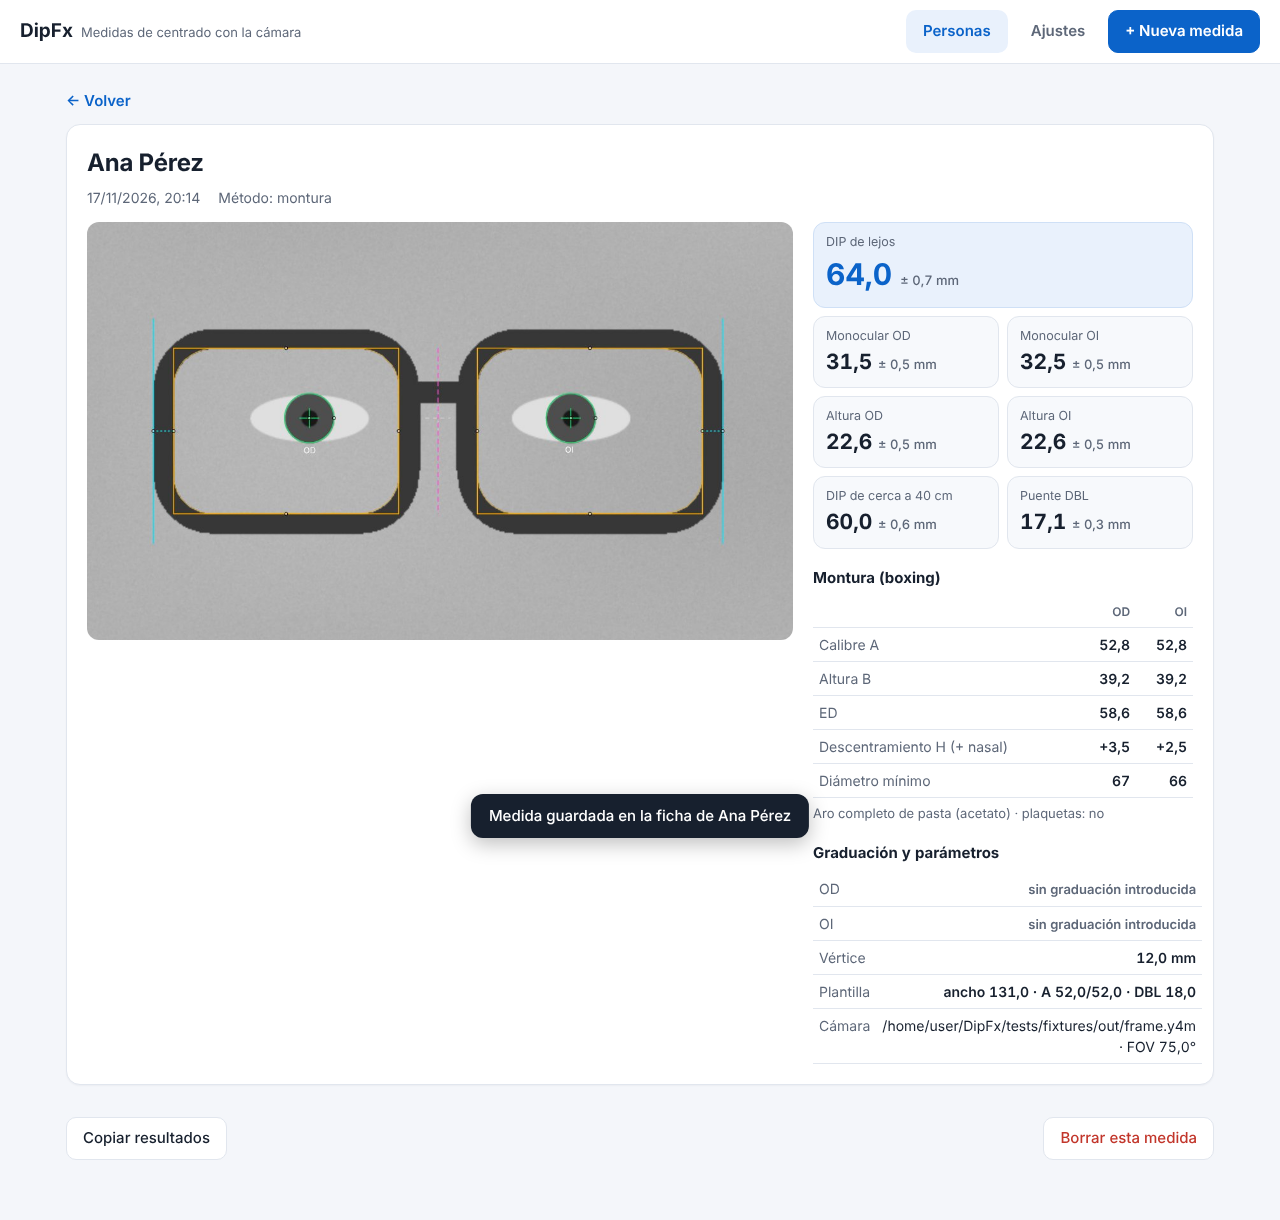 DipFx Medidas de centrado con la cámara
Personas
Ajustes
+ Nueva medida
← Volver
Ana Pérez
17/11/2026, 20:14 Método: montura
OD
OI
DIP de lejos
64,0 ± 0,7 mm
Monocular OD
31,5 ± 0,5 mm
Monocular OI
32,5 ± 0,5 mm
Altura OD
22,6 ± 0,5 mm
Altura OI
22,6 ± 0,5 mm
DIP de cerca a 40 cm
60,0 ± 0,6 mm
Puente DBL
17,1 ± 0,3 mm
Montura (boxing)
OD OI
Calibre A 52,8 52,8
Altura B 39,2 39,2
ED 58,6 58,6
Descentramiento H (+ nasal) +3,5 +2,5
Diámetro mínimo 67 66
Aro completo de pasta (acetato) · plaquetas: no
Medida guardada en la ficha de Ana Pérez
Graduación y parámetros
OD sin graduación introducida
OI sin graduación introducida
Vértice 12,0 mm
Plantilla ancho 131,0 · A 52,0/52,0 · DBL 18,0
Cámara /home/user/DipFx/tests/fixtures/out/frame.y4m
· FOV 75,0°
Copiar resultados
Borrar esta medida